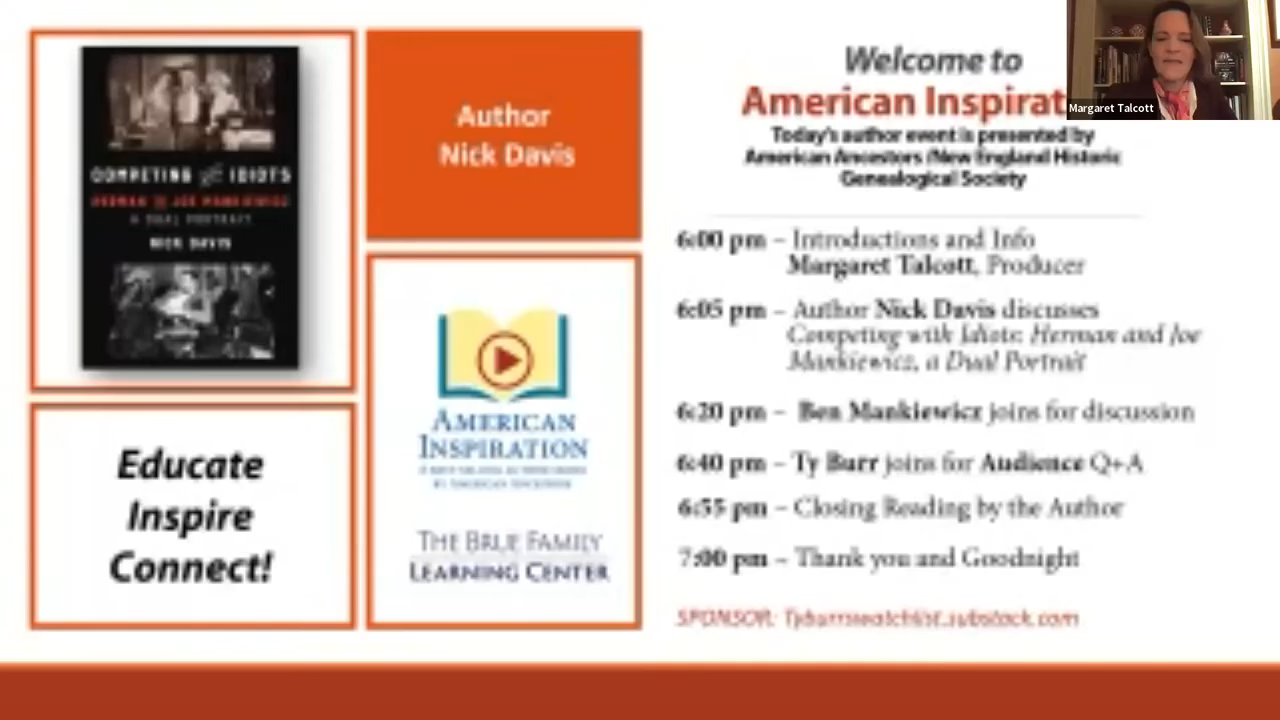 COMPETING WITH IDIOTS
HERMAN AND JOE MANKIEWICZ
A DUAL PORTRAIT
NICK DAVIS
Author
Nick Davis
Educate
Inspire
Connect!
AMERICAN
INSPIRATION
BY AMERICAN ANCESTORS
THE BRUE FAMILY
LEARNING CENTER
Welcome to
American Inspirat
Today's author event is presented by
American Ancestors /New England Historic
Genealogical Society
6:00 pm – Introductions and Info
Margaret Talcott, Producer
6:05 pm – Author Nick Davis discusses
Competing with Idiots: Herman and Joe
Mankiewicz, a Dual Portrait
6:20 pm – Ben Mankiewicz joins for discussion
6:40 pm – Ty Burr joins for Audience Q+A
6:55 pm – Closing Reading by the Author
7:00 pm – Thank you and Goodnight
SPONSOR: Tyburrswatchlist.substack.com
Margaret Talcott